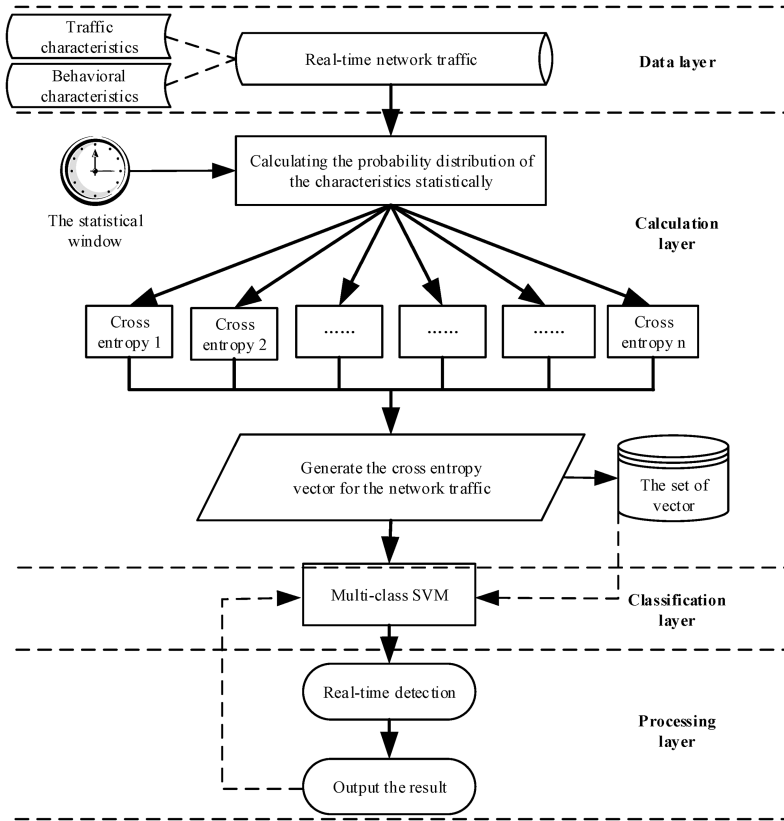 Traffic
characteristics
Behavioral
characteristics
Real-time network traffic
Data layer
Calculating the probability distribution of
the characteristics statistically
The statistical
window
Calculation
layer
Cross
entropy 1
Cross
entropy 2
......
......
......
Cross
entropy n
Generate the cross entropy
vector for the network traffic
The set of
vector
Multi-class SVM
Classification
layer
Real-time detection
Processing
layer
Output the result